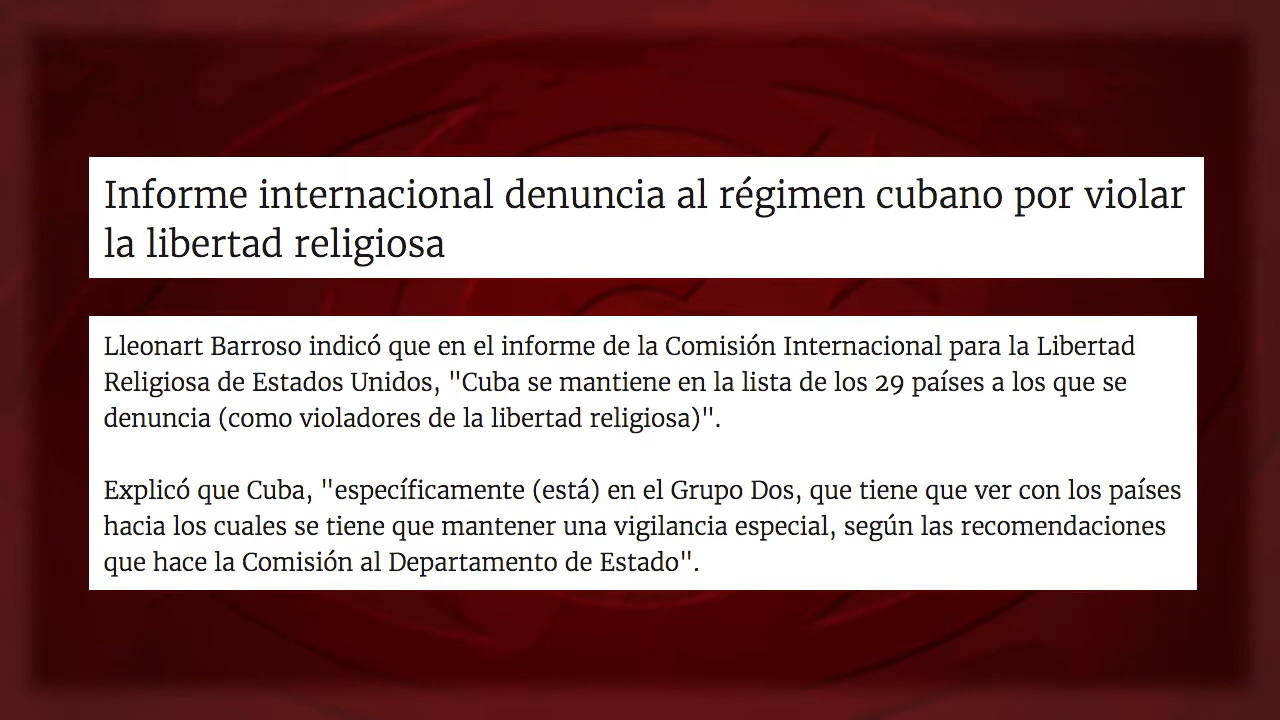 Informe internacional denuncia al régimen cubano por violar
la libertad religiosa
Lleonart Barroso indicó que en el informe de la Comisión Internacional para la Libertad
Religiosa de Estados Unidos, "Cuba se mantiene en la lista de los 29 países a los que se
denuncia (como violadores de la libertad religiosa)".
Explicó que Cuba, "específicamente (está) en el Grupo Dos, que tiene que ver con los países
hacia los cuales se tiene que mantener una vigilancia especial, según las recomendaciones
que hace la Comisión al Departamento de Estado".